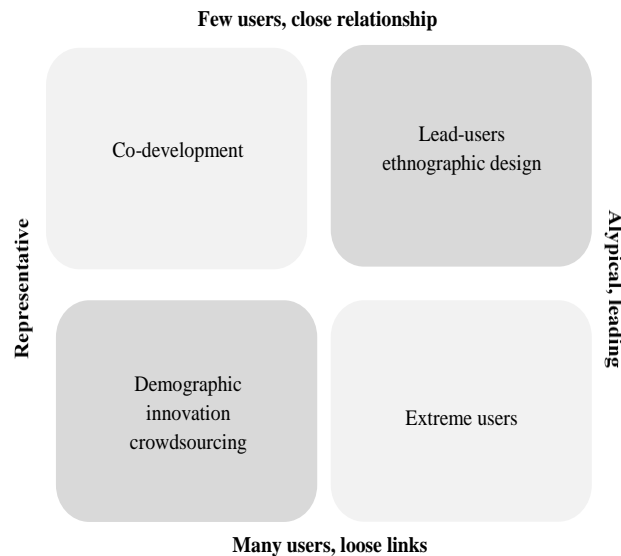 Few users, close relationship
Co-development
Lead-users
ethnographic design
Representative
Alypical, leading
Demographic
innovation
crowdsourcing
Extreme users
Many users, loose links